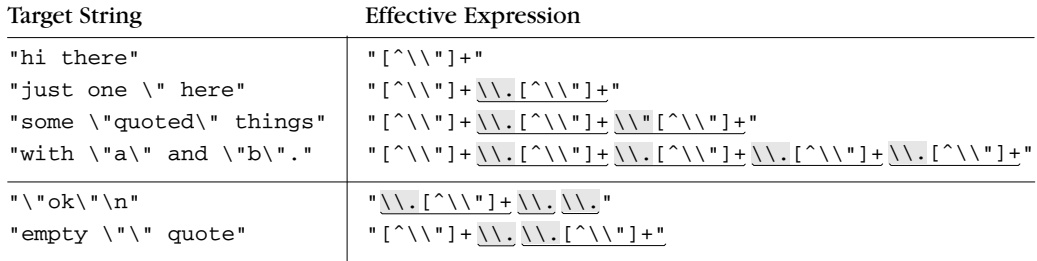 Target String Effective Expression
"hi there" "[^\\"]+"
"just one \" here" "[^\\"]+ \\.[^\\"]+"
"some \"quoted\" things" "[^\\"]+ \\.[^\\"]+ \\"[^\\"]+"
"with \"a\" and \"b\"." "[^\\"]+ \\.[^\\"]+ \\.[^\\"]+ \\.[^\\"]+ \\.[^\\"]+"
"\"ok\"\n" "\\.[^\\"]+ \\. \\."
"empty \"\" quote" "[^\\"]+ \\. \\.[^\\"]+"